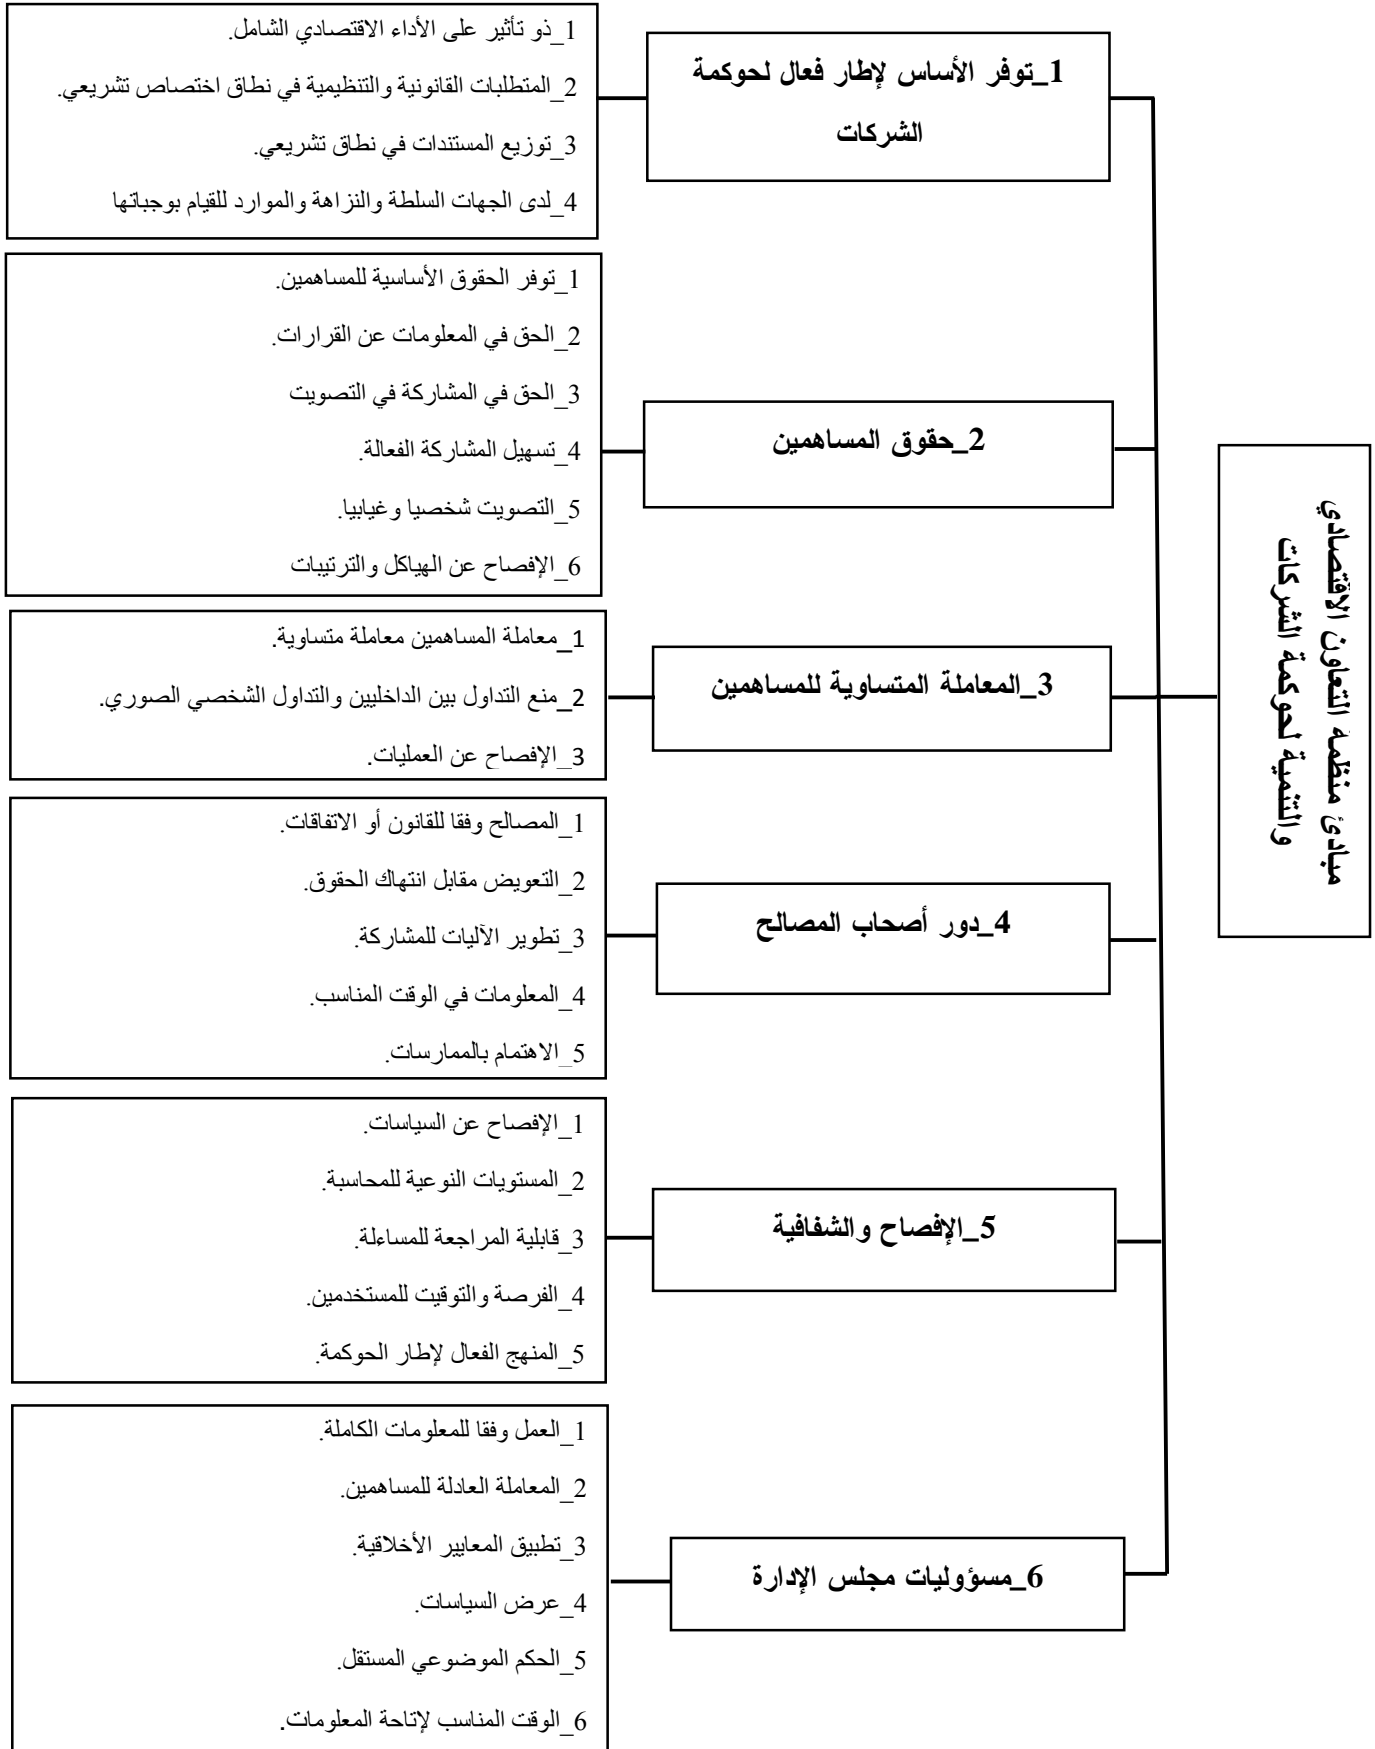 مبادئ منظمة التعاون الاقتصادي
والتنمية لحوكمة الشركات
1_توفر الأساس لإطار فعال لحوكمة
الشركات
1_ذو تأثير على الأداء الاقتصادي الشامل.
2_المتطلبات القانونية والتنظيمية في نطاق اختصاص تشريعي.
3_توزيع المستندات في نطاق تشريعي.
4_لدى الجهات السلطة والنزاهة والموارد للقيام بوجباتها
2_حقوق المساهمين
1_توفر الحقوق الأساسية للمساهمين.
2_الحق في المعلومات عن القرارات.
3_الحق في المشاركة في التصويت
4_تسهيل المشاركة الفعالة.
5_التصويت شخصيا وغيابيا.
6_الإفصاح عن الهياكل والترتيبات
3_المعاملة المتساوية للمساهمين
1_معاملة المساهمين معاملة متساوية.
2_منع التداول بين الداخليين والتداول الشخصي الصوري.
3_الإفصاح عن العمليات.
4_دور أصحاب المصالح
1_المصالح وفقا للقانون أو الاتفاقات.
2_التعويض مقابل انتهاك الحقوق.
3_تطوير الآليات للمشاركة.
4_المعلومات في الوقت المناسب.
5_الاهتمام بالممارسات.
5_الإفصاح والشفافية
1_الإفصاح عن السياسات.
2_المستويات النوعية للمحاسبة.
3_قابلية المراجعة للمساءلة.
4_الفرصة والتوقيت للمستخدمين.
5_المنهج الفعال لإطار الحوكمة.
6_مسؤوليات مجلس الإدارة
1_العمل وفقا للمعلومات الكاملة.
2_المعاملة العادلة للمساهمين.
3_تطبيق المعايير الأخلاقية.
4_عرض السياسات.
5_الحكم الموضوعي المستقل.
6_الوقت المناسب لإتاحة المعلومات.